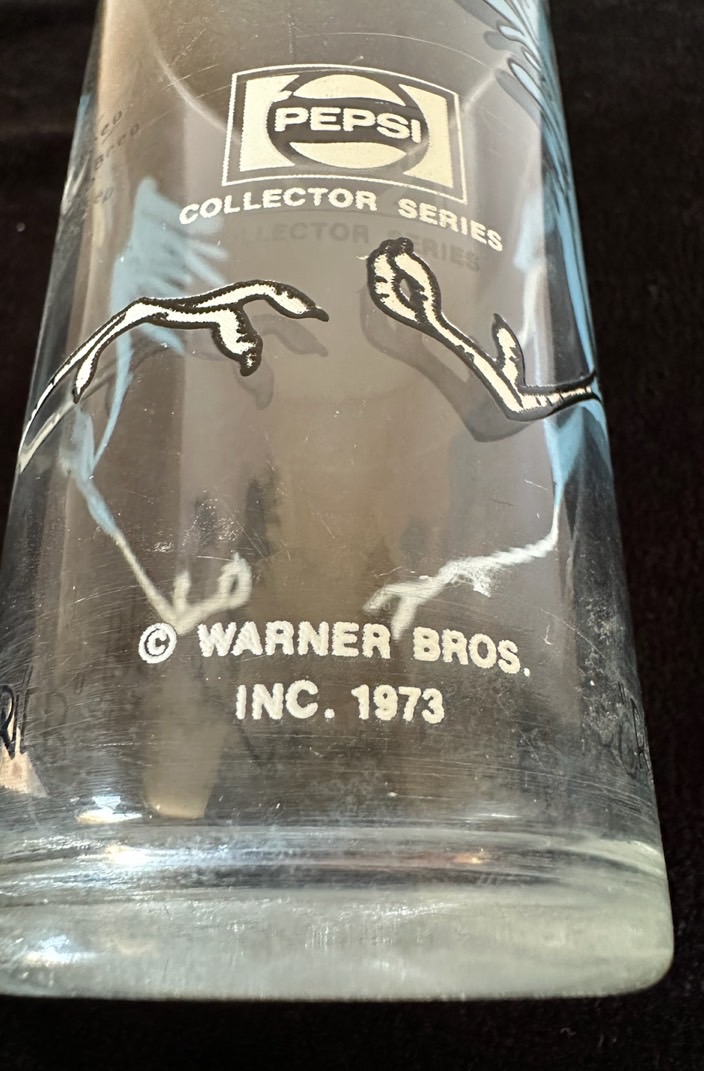 PEPSI
COLLECTOR SERIES
© WARNER BROS.
INC. 1973